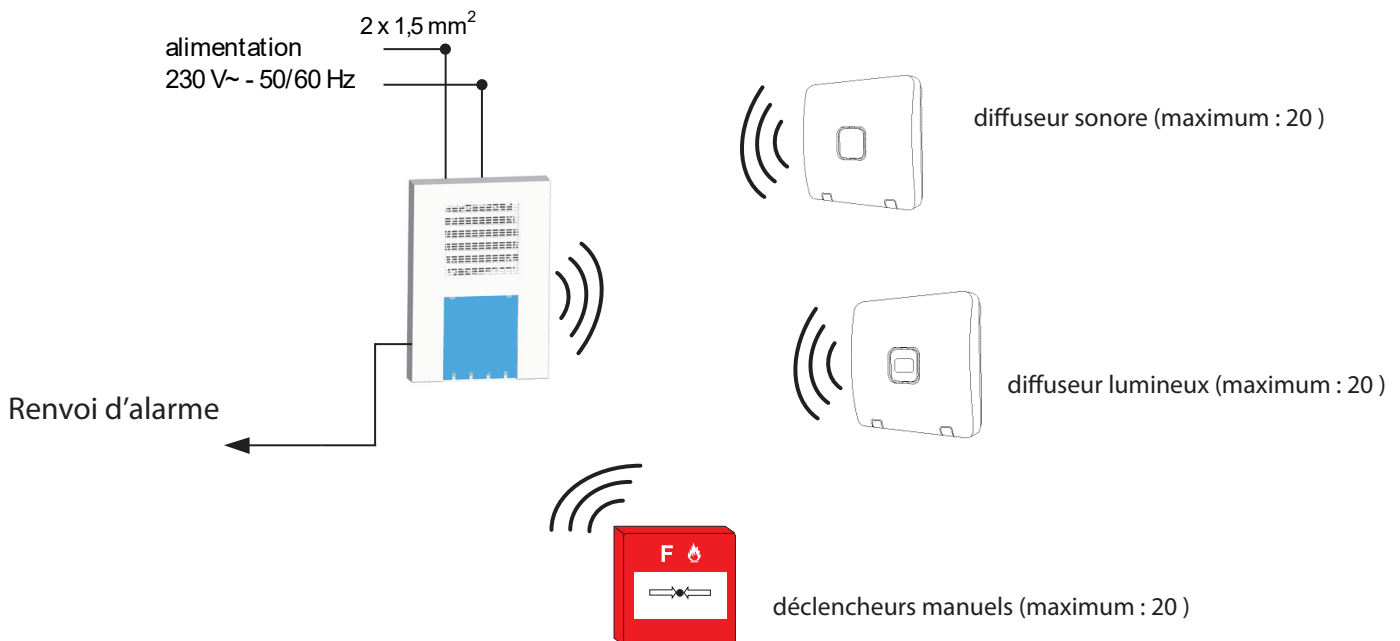 2 x 1,5 mm²
alimentation
230 V~ - 50/60 Hz
diffuseur sonore (maximum : 20 )
diffuseur lumineux (maximum : 20 )
Renvoi d’alarme
F
déclencheurs manuels (maximum : 20 )